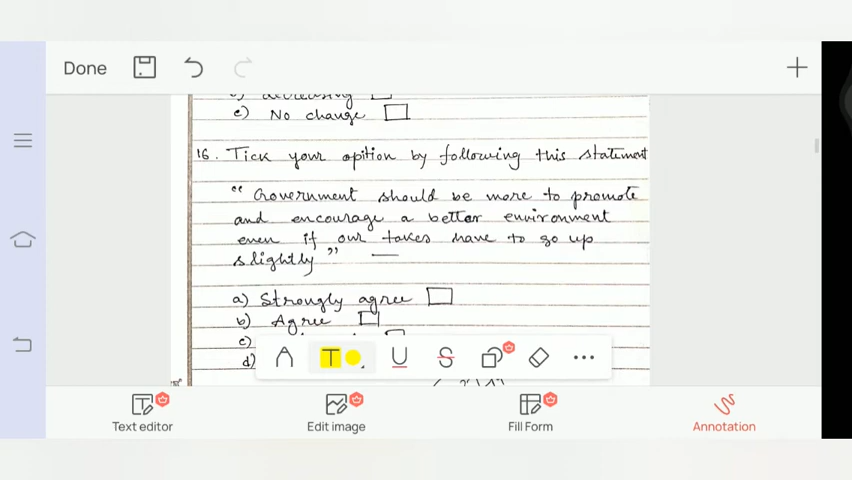 Done
c) No change
16. Tick your opition by following this statement
"Government should be more to promote
and encourage a better environment
even if our takes have to go up
slightly" —
a) Strongly agree
b) Agree
c)
d)
T
U
S
Text editor
Edit image
Fill Form
Annotation